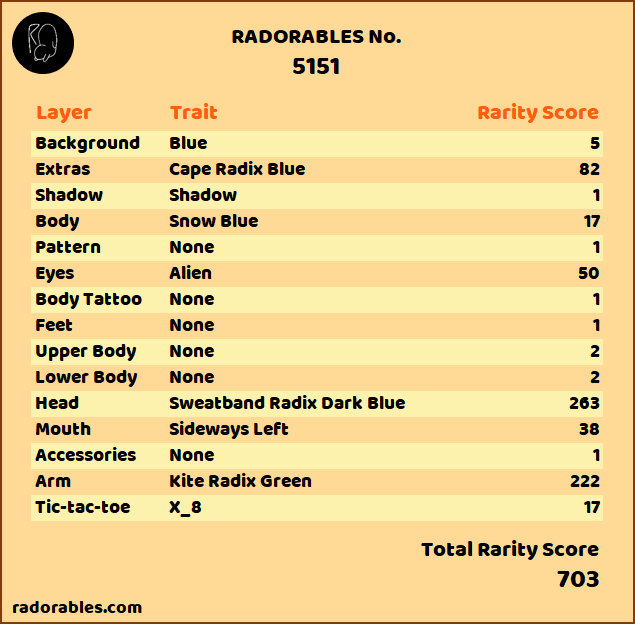 RADORABLES No.
5151
Layer Trait Rarity Score
Background Blue 5
Extras Cape Radix Blue 82
Shadow Shadow 1
Body Snow Blue 17
Pattern None 1
Eyes Alien 50
Body Tattoo None 1
Feet None 1
Upper Body None 2
Lower Body None 2
Head Sweatband Radix Dark Blue 263
Mouth Sideways Left 38
Accessories None 1
Arm Kite Radix Green 222
Tic-tac-toe X_8 17
Total Rarity Score
703
radorables.com